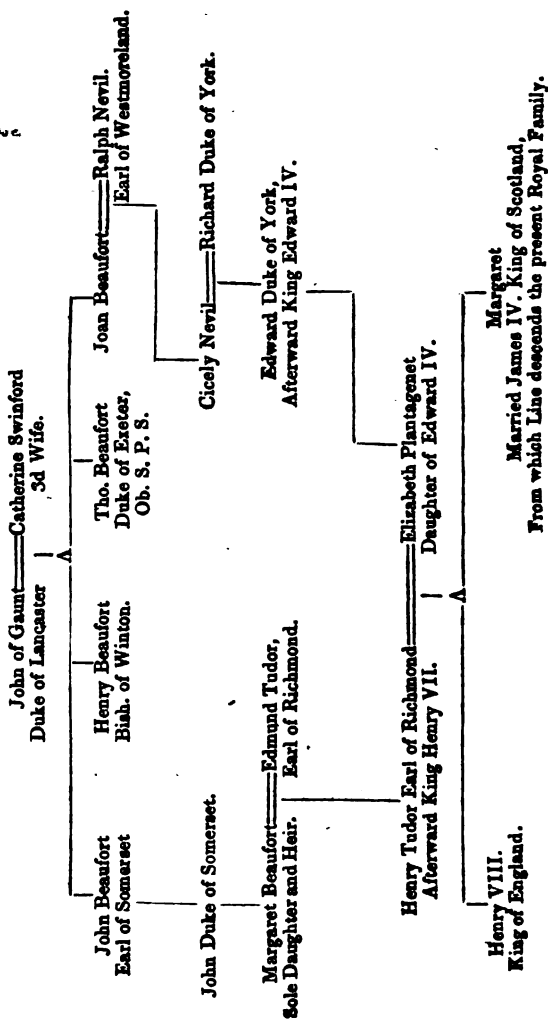 John of Gaunt══Catherine Swinford
Duke of Lancaster 3d Wife.
John Beaufort
Earl of Somerset
Henry Beaufort
Bish. of Winton.
Tho. Beaufort
Duke of Exeter,
Ob. S. P. S.
Joan Beaufort══Ralph Nevil.
Earl of Westmoreland.
John Duke of Somerset.
Cicely Nevil══Richard Duke of York.
Margaret Beaufort══Edmund Tudor,
Sole Daughter and Heir. Earl of Richmond.
Edward Duke of York,
Afterward King Edward IV.
Henry Tudor Earl of Richmond══Elizabeth Plantagenet
Afterward King Henry VII. Daughter of Edward IV.
Henry VIII.
King of England.
Margaret
Married James IV. King of Scotland,
From which Line descends the present Royal Family.